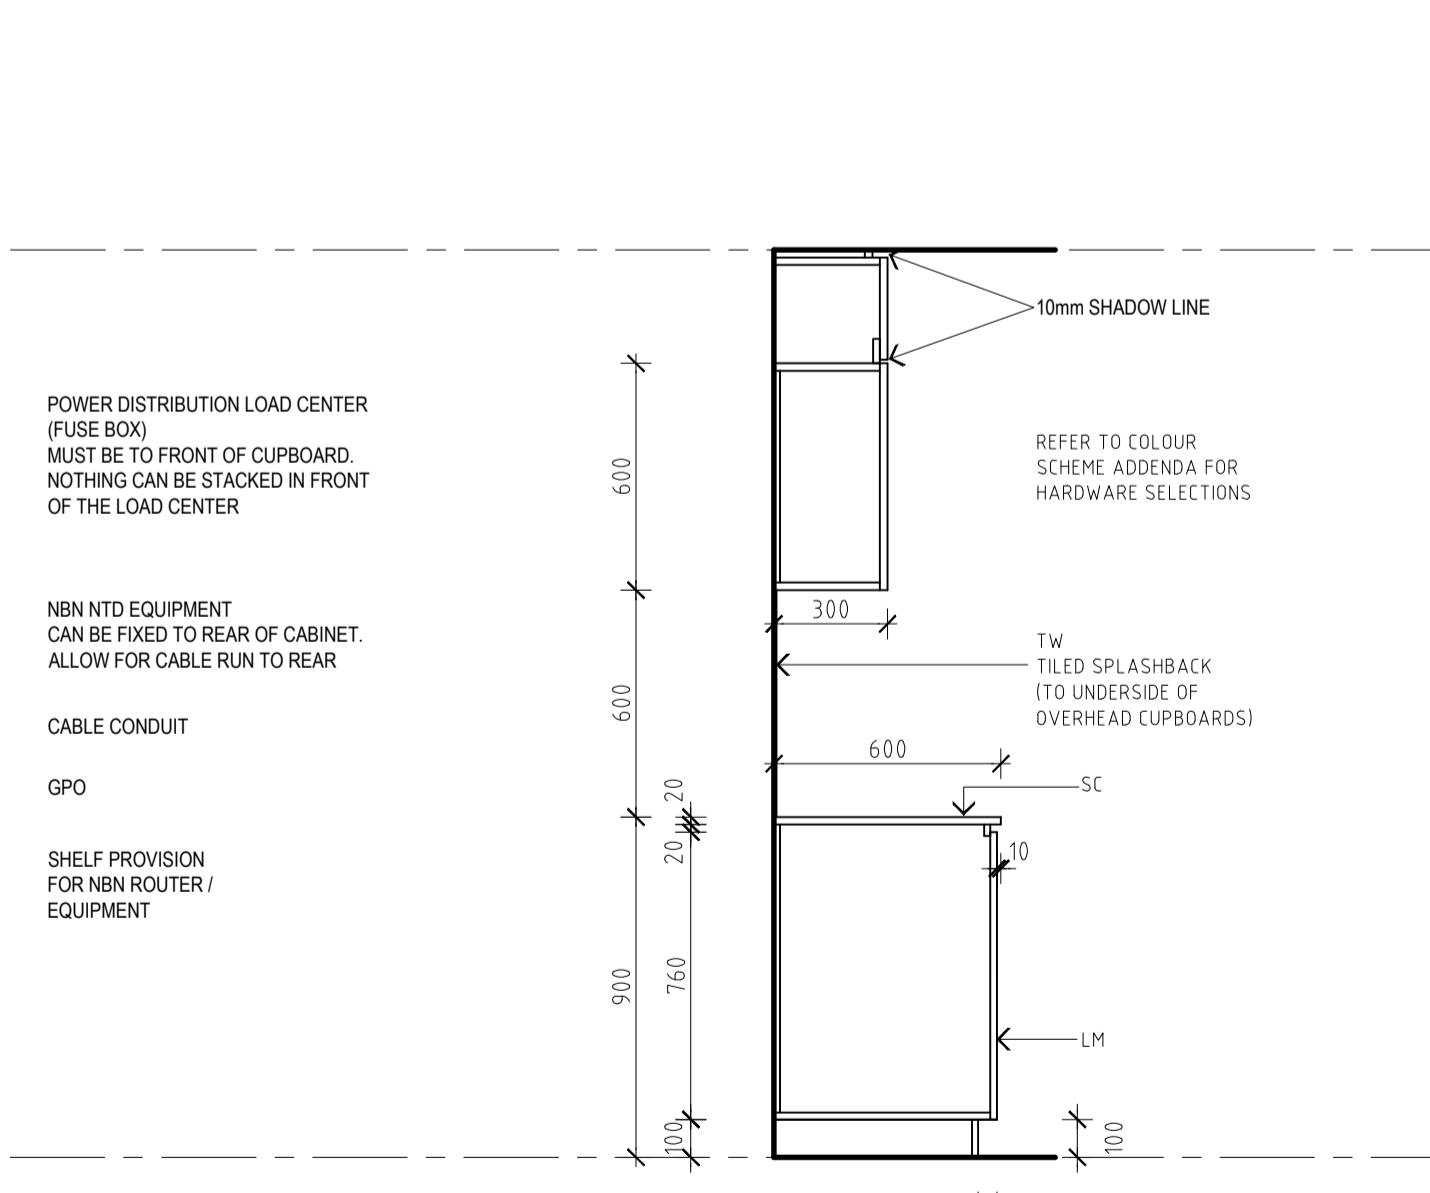 10mm SHADOW LINE
POWER DISTRIBUTION LOAD CENTER
(FUSE BOX)
MUST BE TO FRONT OF CUPBOARD.
NOTHING CAN BE STACKED IN FRONT
OF THE LOAD CENTER
600
REFER TO COLOUR
SCHEME ADDENDA FOR
HARDWARE SELECTIONS
NBN NTD EQUIPMENT
CAN BE FIXED TO REAR OF CABINET.
ALLOW FOR CABLE RUN TO REAR
300
TW
TILED SPLASHBACK
(TO UNDERSIDE OF
OVERHEAD CUPBOARDS)
600
CABLE CONDUIT
600
GPO
20
SC
SHELF PROVISION
FOR NBN ROUTER /
EQUIPMENT
20
10
900
760
LM
100
100